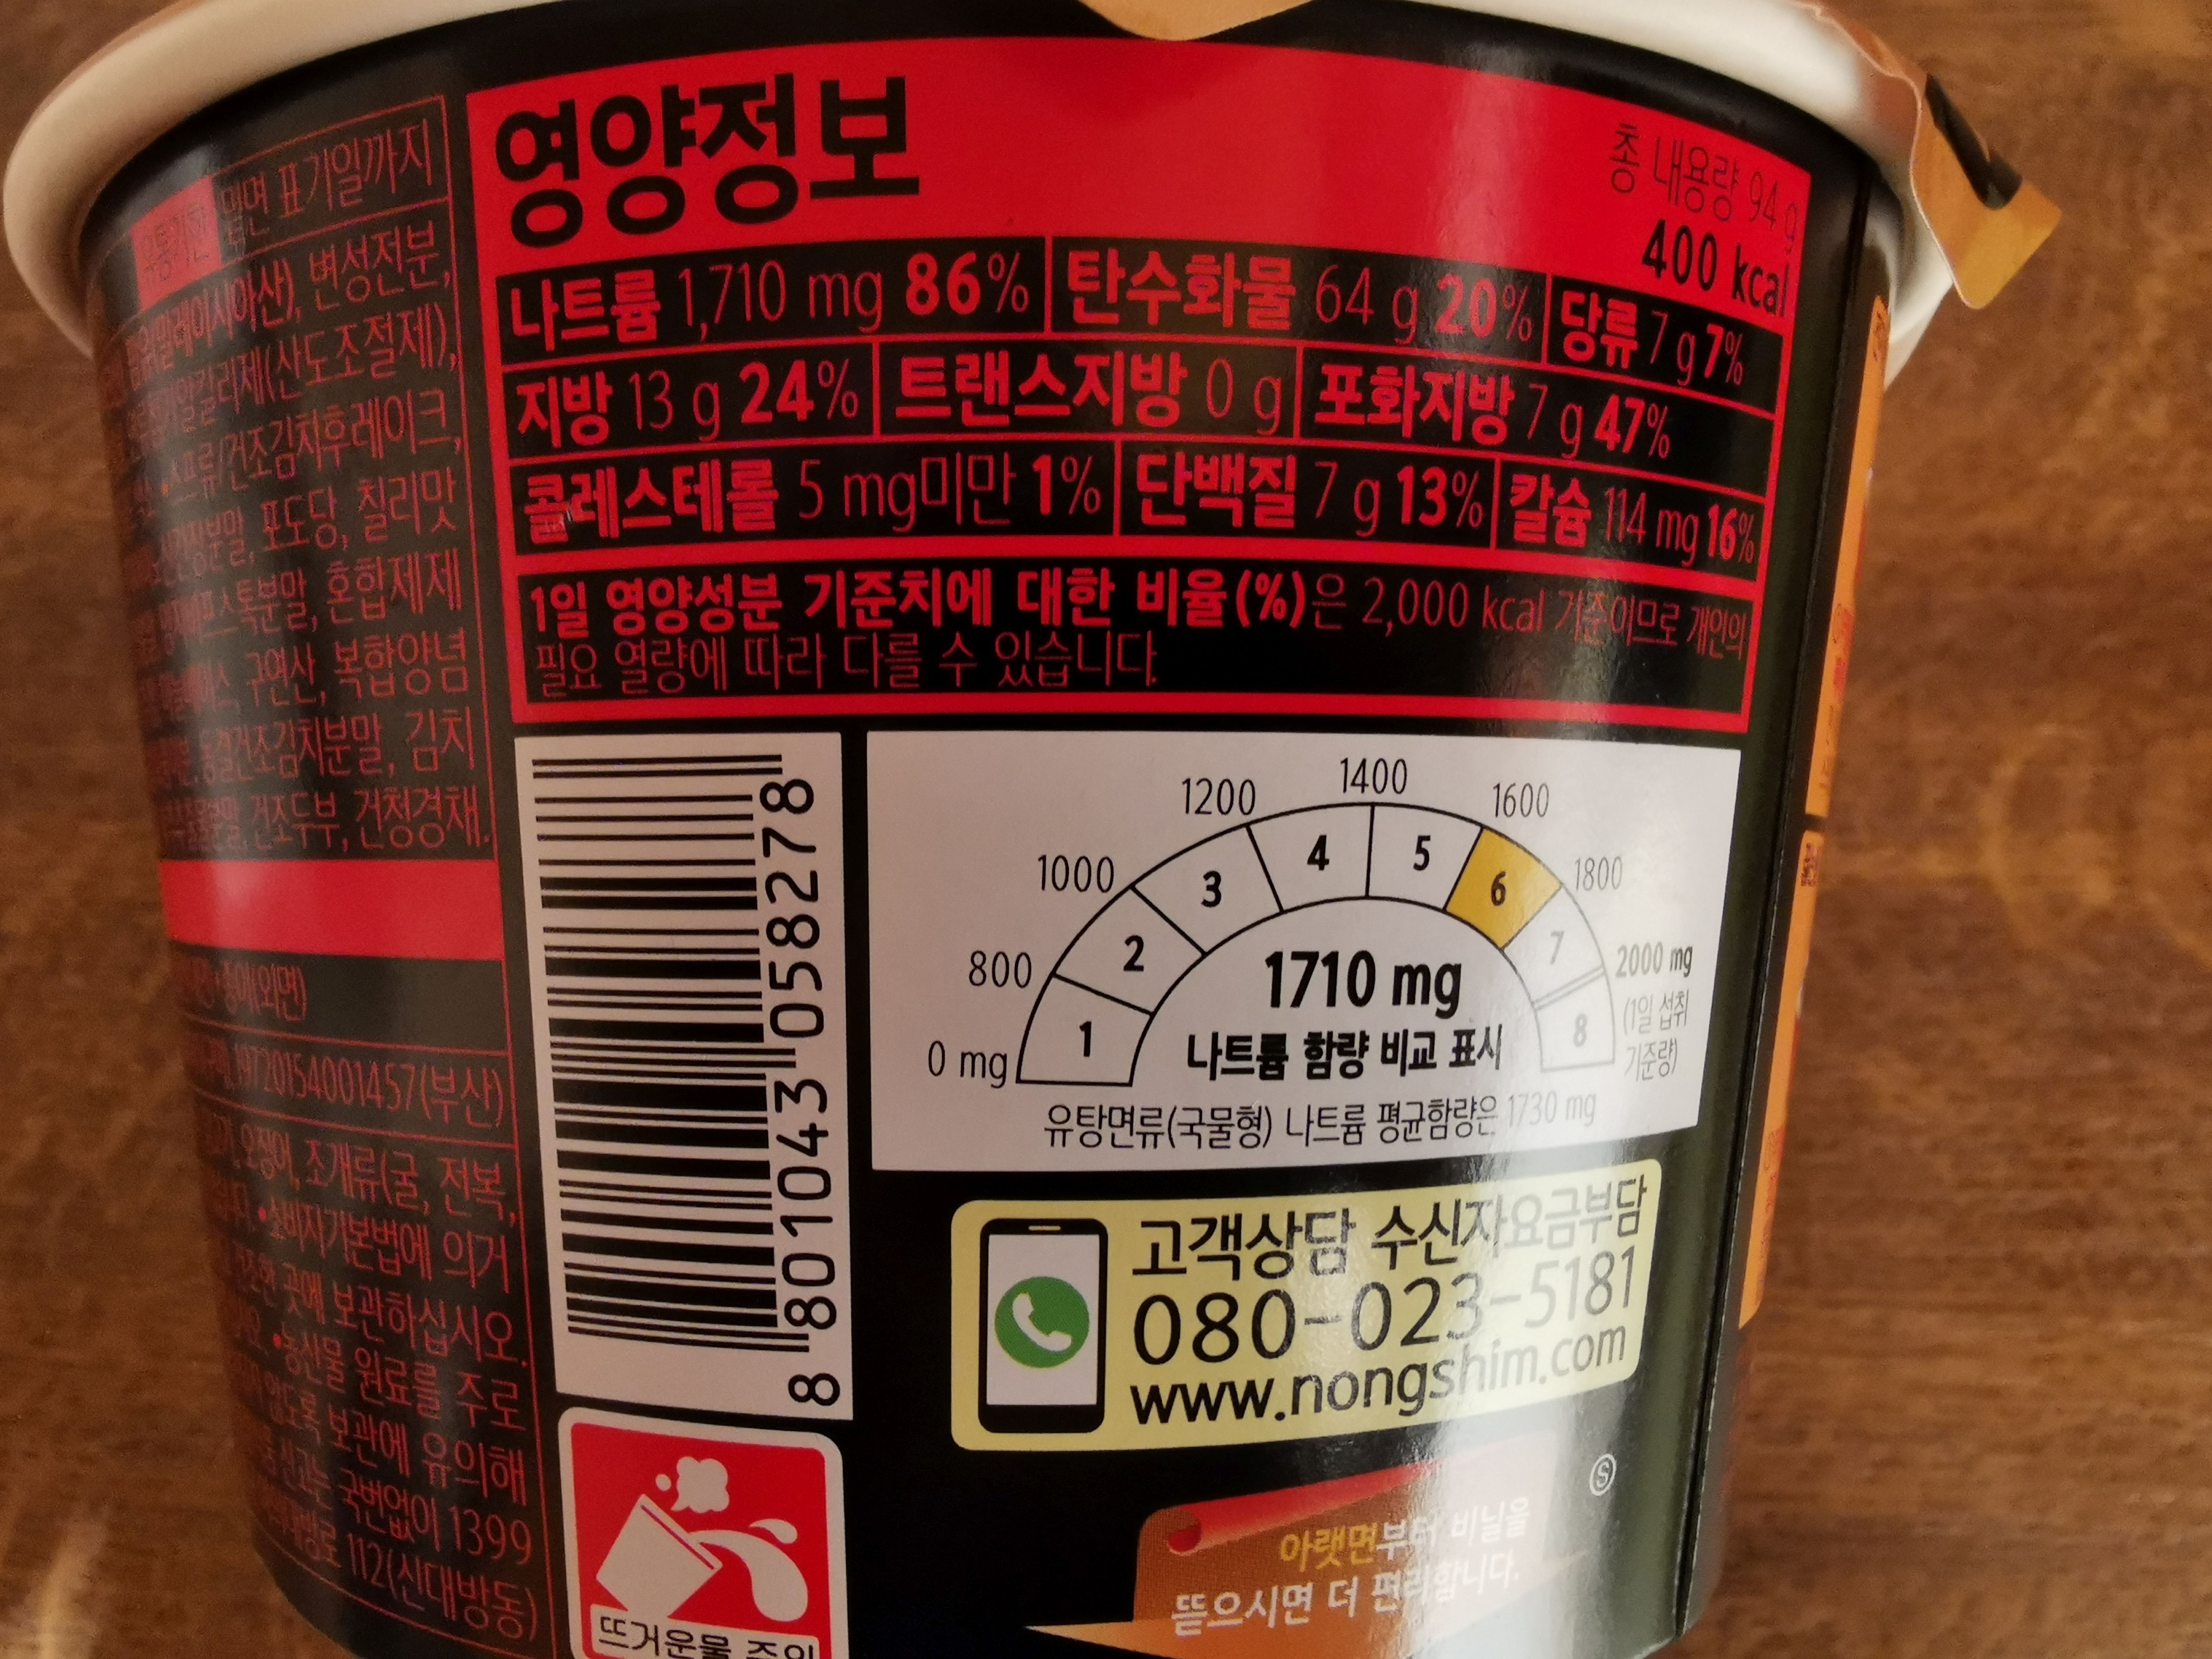 밑면 표기일까지
변성전분,
알칼리제(산도조절제),
스프류/건조김치후레이크,
포도당, 칠리맛
혼합제제
구연산, 복합양념
김치
건조두부, 건청경채.
19720154001457(부산)
오징어, 조개류(굴, 전복,
•소비자기본법에 의거
곳에 보관하십시오.
•농산물 원료를 주로
않도록 보관에 유의해
신고는 국번없이 1399
112(신대방동)
영양정보
총 내용량 94 g
400 kcal
나트륨 1,710 mg 86% 탄수화물 64 g 20% 당류 7 g 7%
지방 13 g 24% 트랜스지방 0 g 포화지방 7 g 47%
콜레스테롤 5 mg미만 1% 단백질 7 g 13% 칼슘 114 mg 16%
1일 영양성분 기준치에 대한 비율(%)은 2,000 kcal 기준이므로 개인의
필요 열량에 따라 다를 수 있습니다.
8 801043 058278
0 mg 800 1000 1200 1400 1600 1800 2000 mg
(1일 섭취
기준량)
1 2 3 4 5 6 7 8
1710 mg
나트륨 함량 비교 표시
유탕면류(국물형) 나트륨 평균함량은 1730 mg
고객상담 수신자요금부담
080-023-5181
www.nongshim.com
뜨거운물 주의
S
아랫면부터 비닐을
뜯으시면 더 편리합니다.